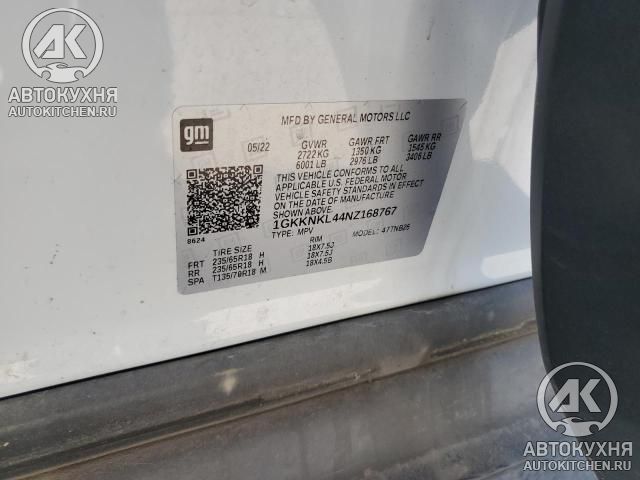 АК
АВТОКУХНЯ
AUTOKITCHEN.RU
gm
MFD BY GENERAL MOTORS LLC
05/22 GVWR GAWR FRT GAWR RR
2722 KG 1350 KG 1545 KG
6001 LB 2976 LB 3406 LB
THIS VEHICLE CONFORMS TO ALL
APPLICABLE U.S. FEDERAL MOTOR
VEHICLE SAFETY STANDARDS IN EFFECT
ON THE DATE OF MANUFACTURE
SHOWN ABOVE.
1GKKNKL44NZ168767
8624 TYPE: MPV MODEL: 4T7NB26
TIRE SIZE RIM
FRT 235/65R18 H 18X7.5J
RR 235/65R18 H 18X7.5J
SPA T135/70R18 M 18X4.5B
АК
АВТОКУХНЯ
AUTOKITCHEN.RU